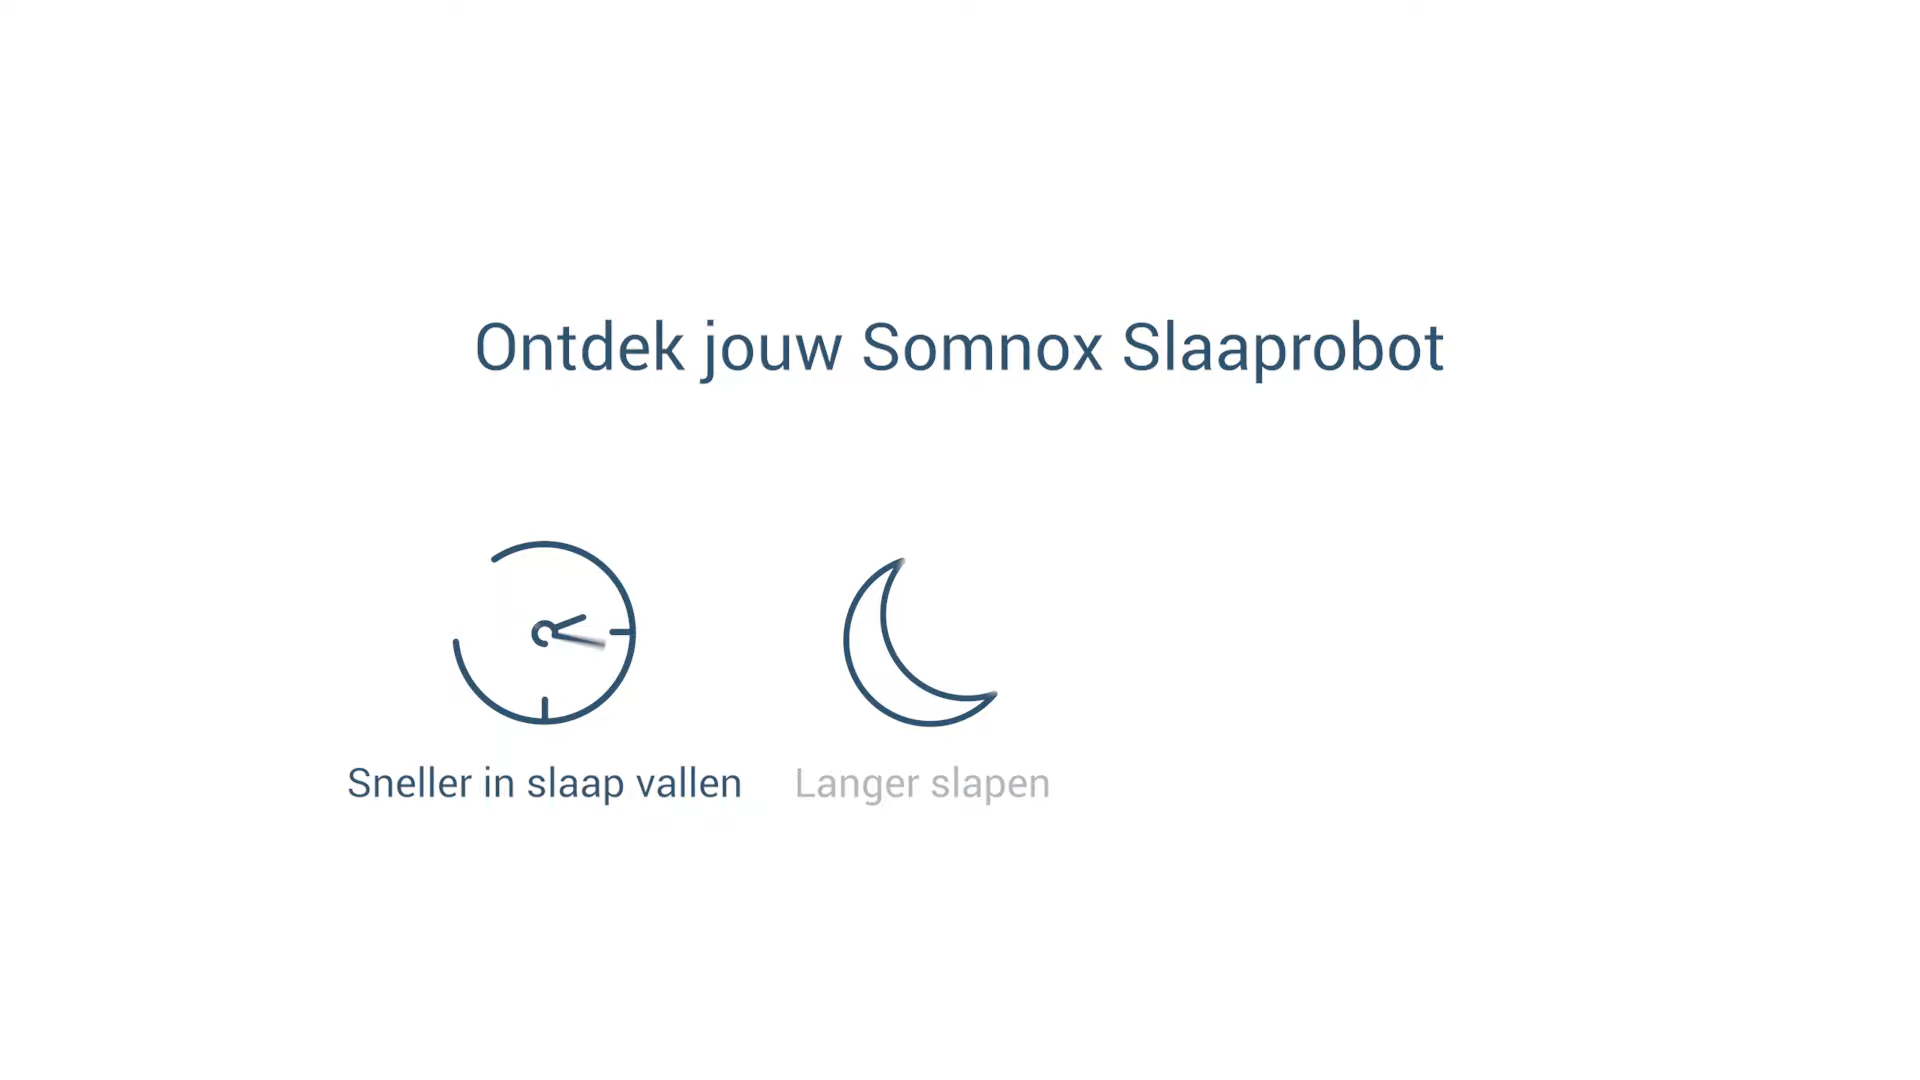 Ontdek jouw Somnox Slaaprobot
Sneller in slaap vallen
Langer slapen